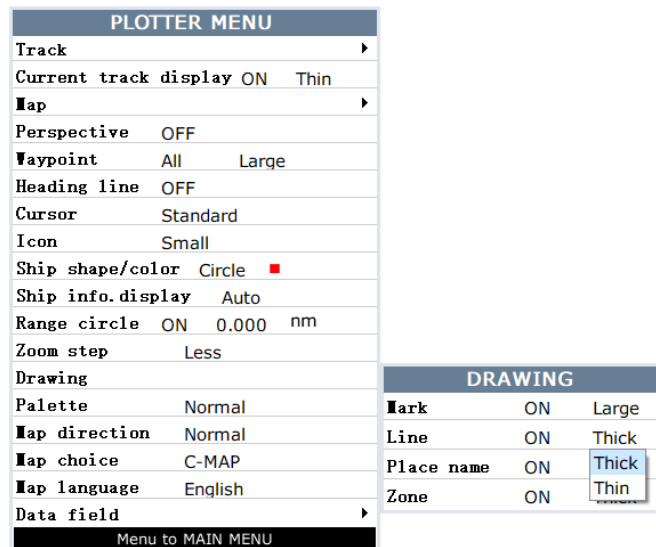 PLOTTER MENU
Track
Current track display ON Thin
Map
Perspective OFF
Waypoint All Large
Heading line OFF
Cursor Standard
Icon Small
Ship shape/color Circle
Ship info.display Auto
Range circle ON 0.000 nm
Zoom step Less
Drawing
Palette Normal
Map direction Normal
Map choice C-MAP
Map language English
Data field
Menu to MAIN MENU
DRAWING
Mark ON Large
Line ON Thick
Place name ON Thick
Zone ON Thin